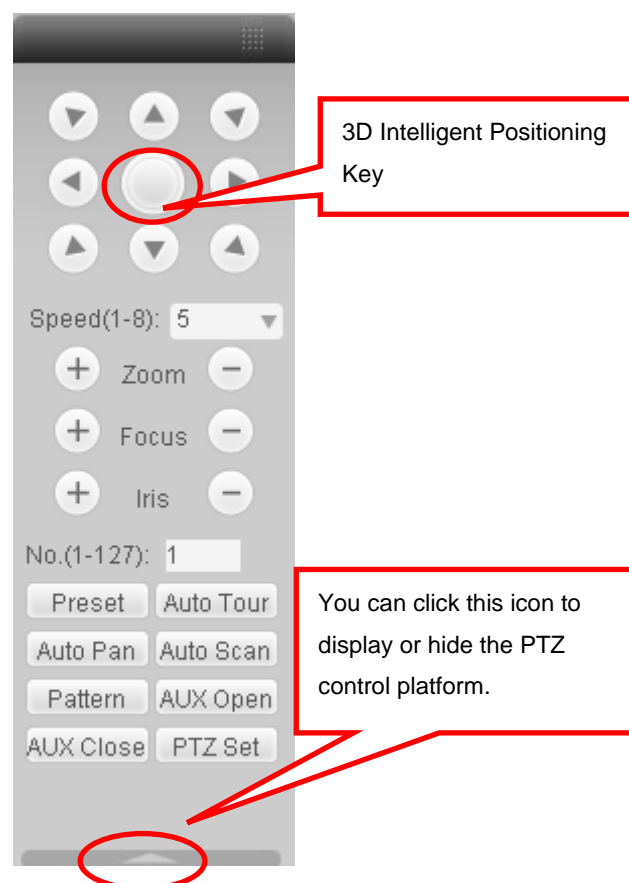 3D Intelligent Positioning
Key
Speed(1-8): 5
Zoom
Focus
Iris
No.(1-127): 1
Preset Auto Tour
Auto Pan Auto Scan
Pattern AUX Open
AUX Close PTZ Set
You can click this icon to
display or hide the PTZ
control platform.